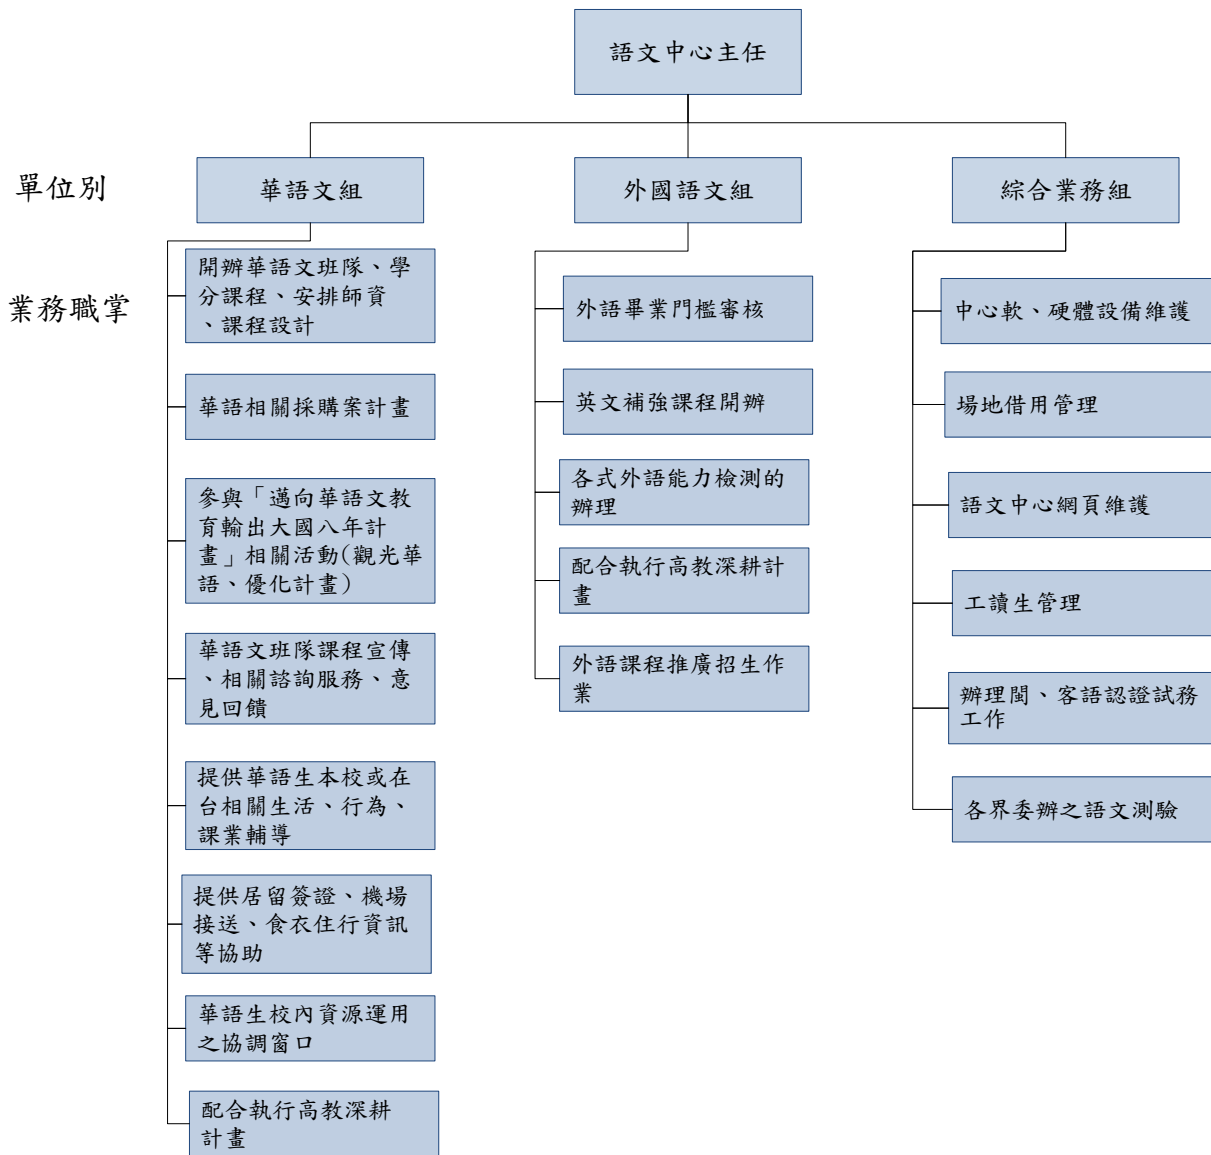 語文中心主任
單位別
華語文組
外國語文組
綜合業務組
業務職掌
開辦華語文班隊、學
分課程、安排師資
、課程設計
華語相關採購案計畫
參與「邁向華語文教
育輸出大國八年計
畫」相關活動(觀光華
語、優化計畫)
華語文班隊課程宣傳
、相關諮詢服務、意
見回饋
提供華語生本校或在
台相關生活、行為、
課業輔導
提供居留簽證、機場
接送、食衣住行資訊
等協助
華語生校內資源運用
之協調窗口
配合執行高教深耕
計畫
外語畢業門檻審核
英文補強課程開辦
各式外語能力檢測的
辦理
配合執行高教深耕計
畫
外語課程推廣招生作
業
中心軟、硬體設備維護
場地借用管理
語文中心網頁維護
工讀生管理
辦理閩、客語認證試務
工作
各界委辦之語文測驗